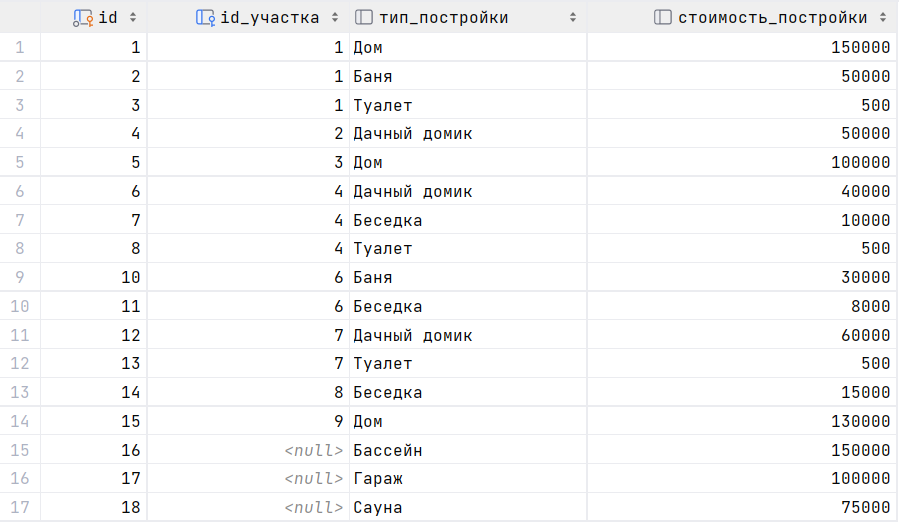 id id_участка тип_постройки стоимость_постройки
1 1 1 Дом 150000
2 2 1 Баня 50000
3 3 1 Туалет 500
4 4 2 Дачный домик 50000
5 5 3 Дом 100000
6 6 4 Дачный домик 40000
7 7 4 Беседка 10000
8 8 4 Туалет 500
9 10 6 Баня 30000
10 11 6 Беседка 8000
11 12 7 Дачный домик 60000
12 13 7 Туалет 500
13 14 8 Беседка 15000
14 15 9 Дом 130000
15 16 <null> Бассейн 150000
16 17 <null> Гараж 100000
17 18 <null> Сауна 75000